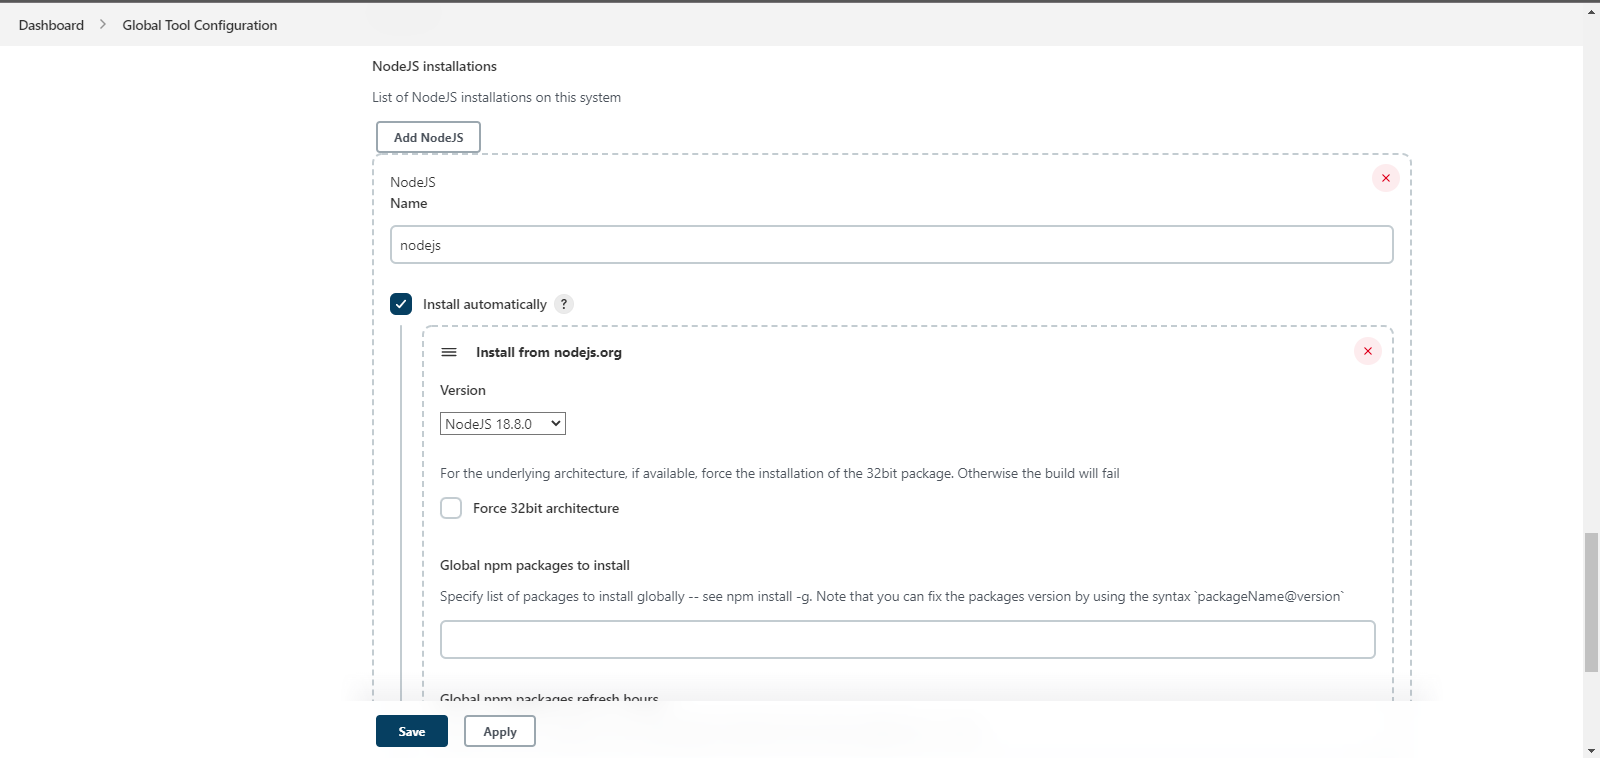 Dashboard > Global Tool Configuration
NodeJS installations
List of NodeJS installations on this system
Add NodeJS
NodeJS
Name
nodejs
Install automatically ?
Install from nodejs.org
Version
NodeJS 18.8.0
For the underlying architecture, if available, force the installation of the 32bit package. Otherwise the build will fail
Force 32bit architecture
Global npm packages to install
Specify list of packages to install globally -- see npm install -g. Note that you can fix the packages version by using the syntax `packageName@version`
Global npm packages refresh hours
Save Apply